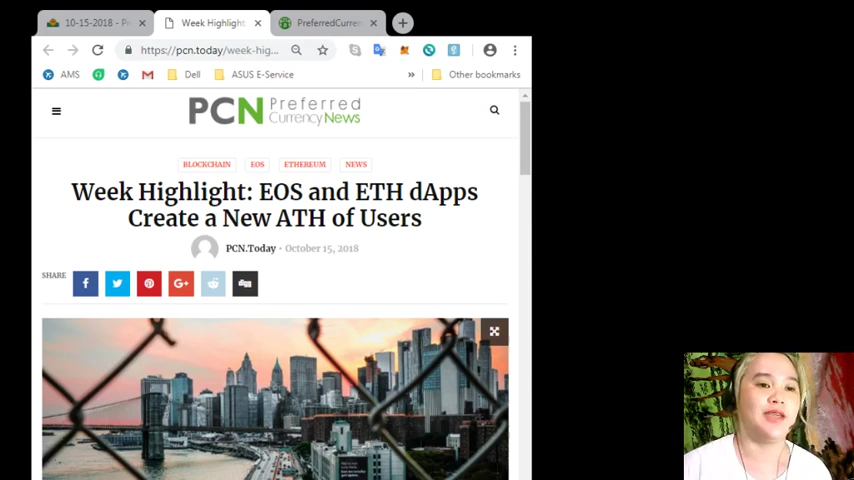 10-15-2018 - Pr
Week Highlight:
PreferredCurren
https://pcn.today/week-hig...
AMS
Dell
ASUS E-Service
»
Other bookmarks
PCN Preferred
CurrencyNews
BLOCKCHAIN EOS ETHEREUM NEWS
Week Highlight: EOS and ETH dApps
Create a New ATH of Users
PCN.Today • October 15, 2018
SHARE